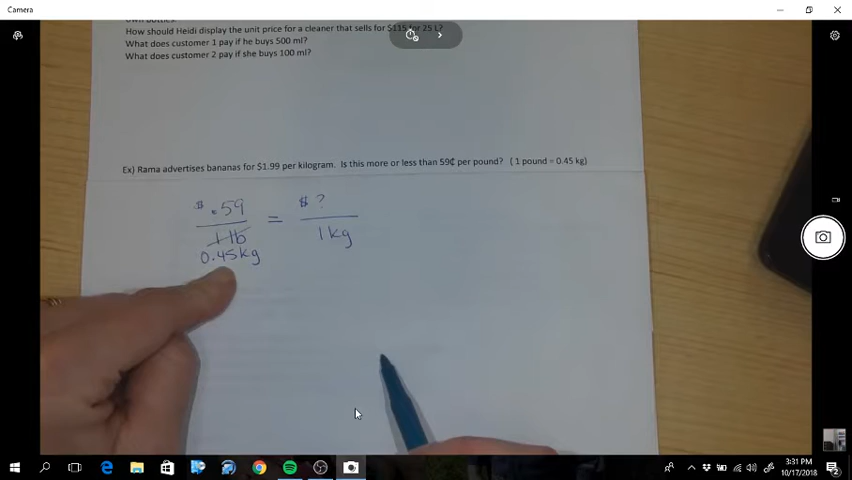 Camera
How should Heidi display the unit price for a cleaner that sells for $115 for 25 L?
What does customer 1 pay if he buys 500 ml?
What does customer 2 pay if she buys 100 ml?
Ex) Rama advertises bananas for $1.99 per kilogram. Is this more or less than 59₵ per pound? ( 1 pound = 0.45 kg)
$ .59 = $ ?
1 lb 1 kg
0.45kg
3:31 PM
10/17/2018